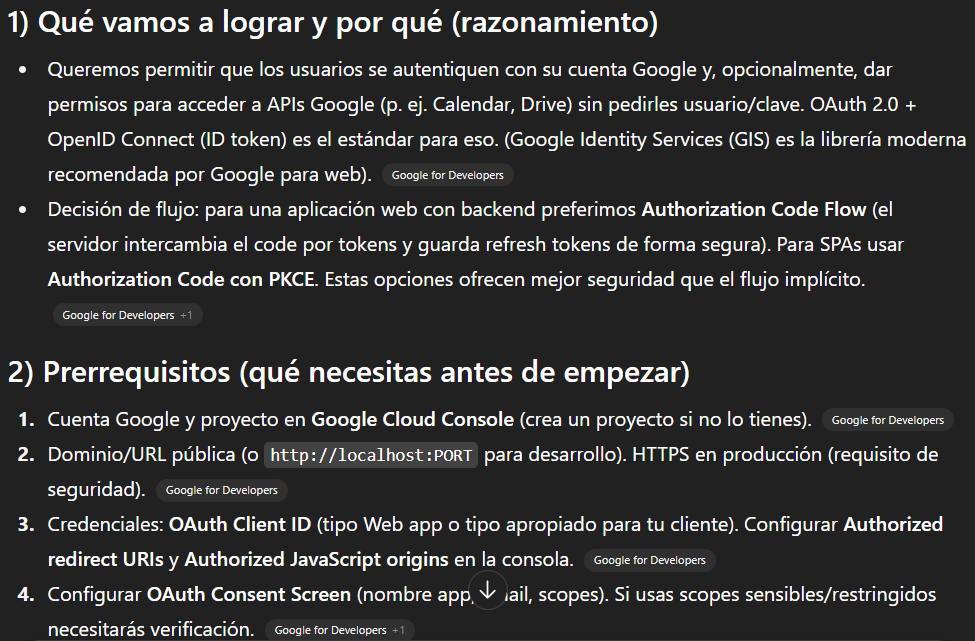 1) Qué vamos a lograr y por qué (razonamiento)
Queremos permitir que los usuarios se autentiquen con su cuenta Google y, opcionalmente, dar
permisos para acceder a APIs Google (p. ej. Calendar, Drive) sin pedirles usuario/clave. OAuth 2.0 +
OpenID Connect (ID token) es el estándar para eso. (Google Identity Services (GIS) es la librería moderna
recomendada por Google para web). Google for Developers
Decisión de flujo: para una aplicación web con backend preferimos Authorization Code Flow (el
servidor intercambia el code por tokens y guarda refresh tokens de forma segura). Para SPAs usar
Authorization Code con PKCE. Estas opciones ofrecen mejor seguridad que el flujo implícito.
Google for Developers +1
2) Prerrequisitos (qué necesitas antes de empezar)
1. Cuenta Google y proyecto en Google Cloud Console (crea un proyecto si no lo tienes). Google for Developers
2. Dominio/URL pública (o http://localhost:PORT para desarrollo). HTTPS en producción (requisito de
seguridad). Google for Developers
3. Credenciales: OAuth Client ID (tipo Web app o tipo apropiado para tu cliente). Configurar Authorized
redirect URIs y Authorized JavaScript origins en la consola. Google for Developers
4. Configurar OAuth Consent Screen (nombre app, scopes). Si usas scopes sensibles/restringidos
necesitarás verificación. Google for Developers +1